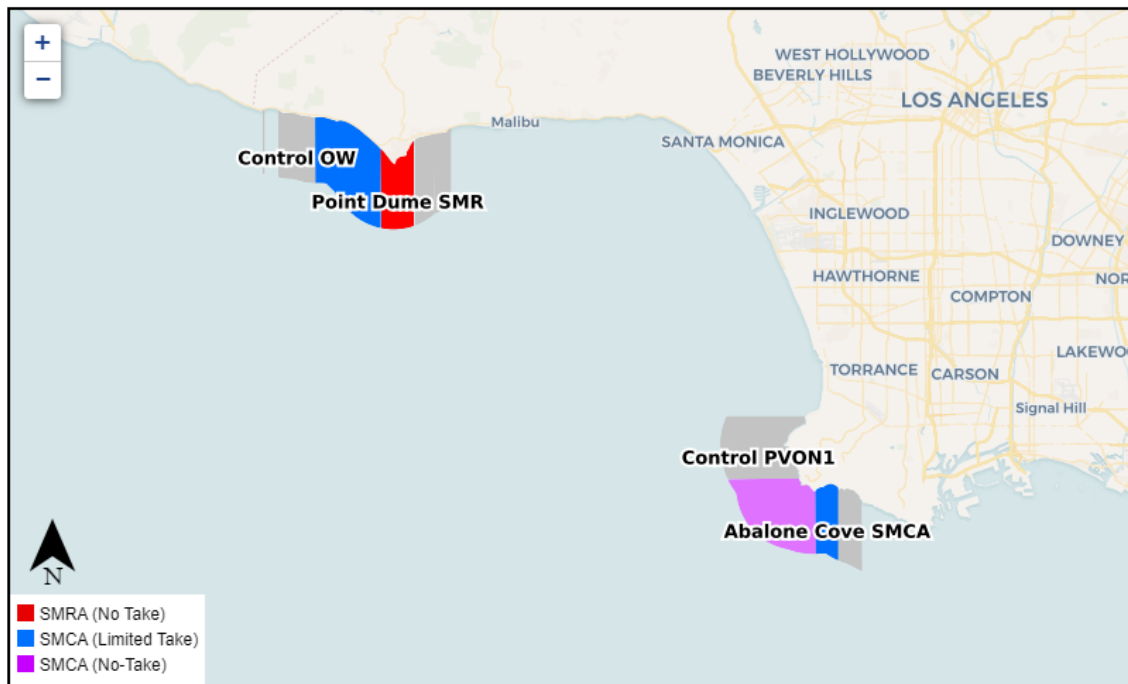 +
−
WEST HOLLYWOOD
BEVERLY HILLS
LOS ANGELES
Malibu
SANTA MONICA
Control OW
Point Dume SMR
INGLEWOOD
DOWNEY
HAWTHORNE
NOR
COMPTON
LAKEWO
TORRANCE
CARSON
Signal Hill
Control PVON1
Abalone Cove SMCA
N
SMRA (No Take)
SMCA (Limited Take)
SMCA (No-Take)